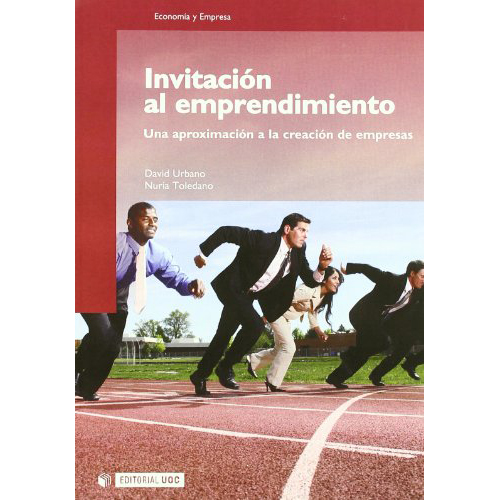 Economía y Empresa
Invitación
al emprendimiento
Una aproximación a la creación de empresas
David Urbano
Nuria Toledano
EDITORIAL UOC